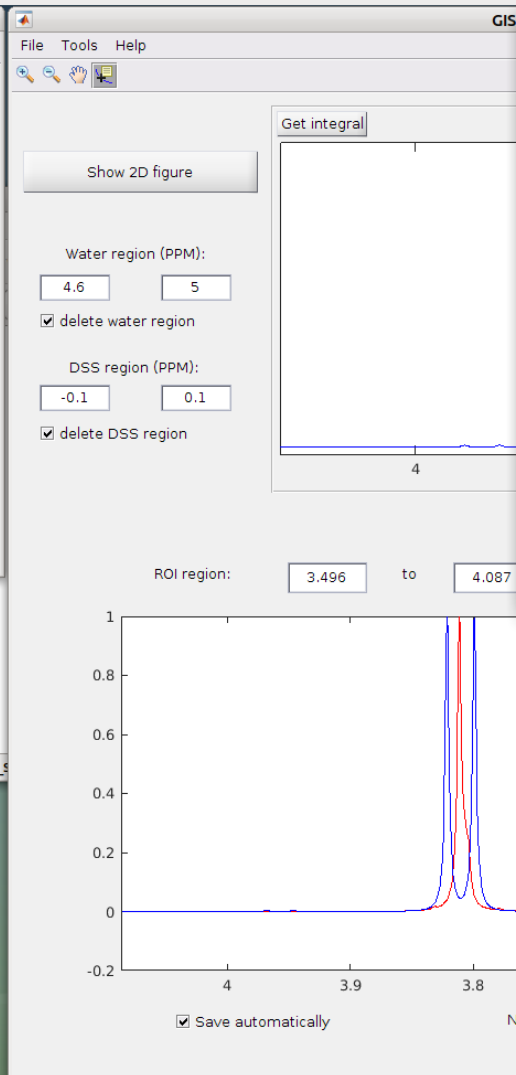 GIS
File Tools Help
Get integral
Show 2D figure
Water region (PPM):
4.6 5
delete water region
DSS region (PPM):
-0.1 0.1
delete DSS region
4
ROI region: 3.496 to 4.087
1
0.8
0.6
0.4
0.2
0
-0.2
4 3.9 3.8
Save automatically N